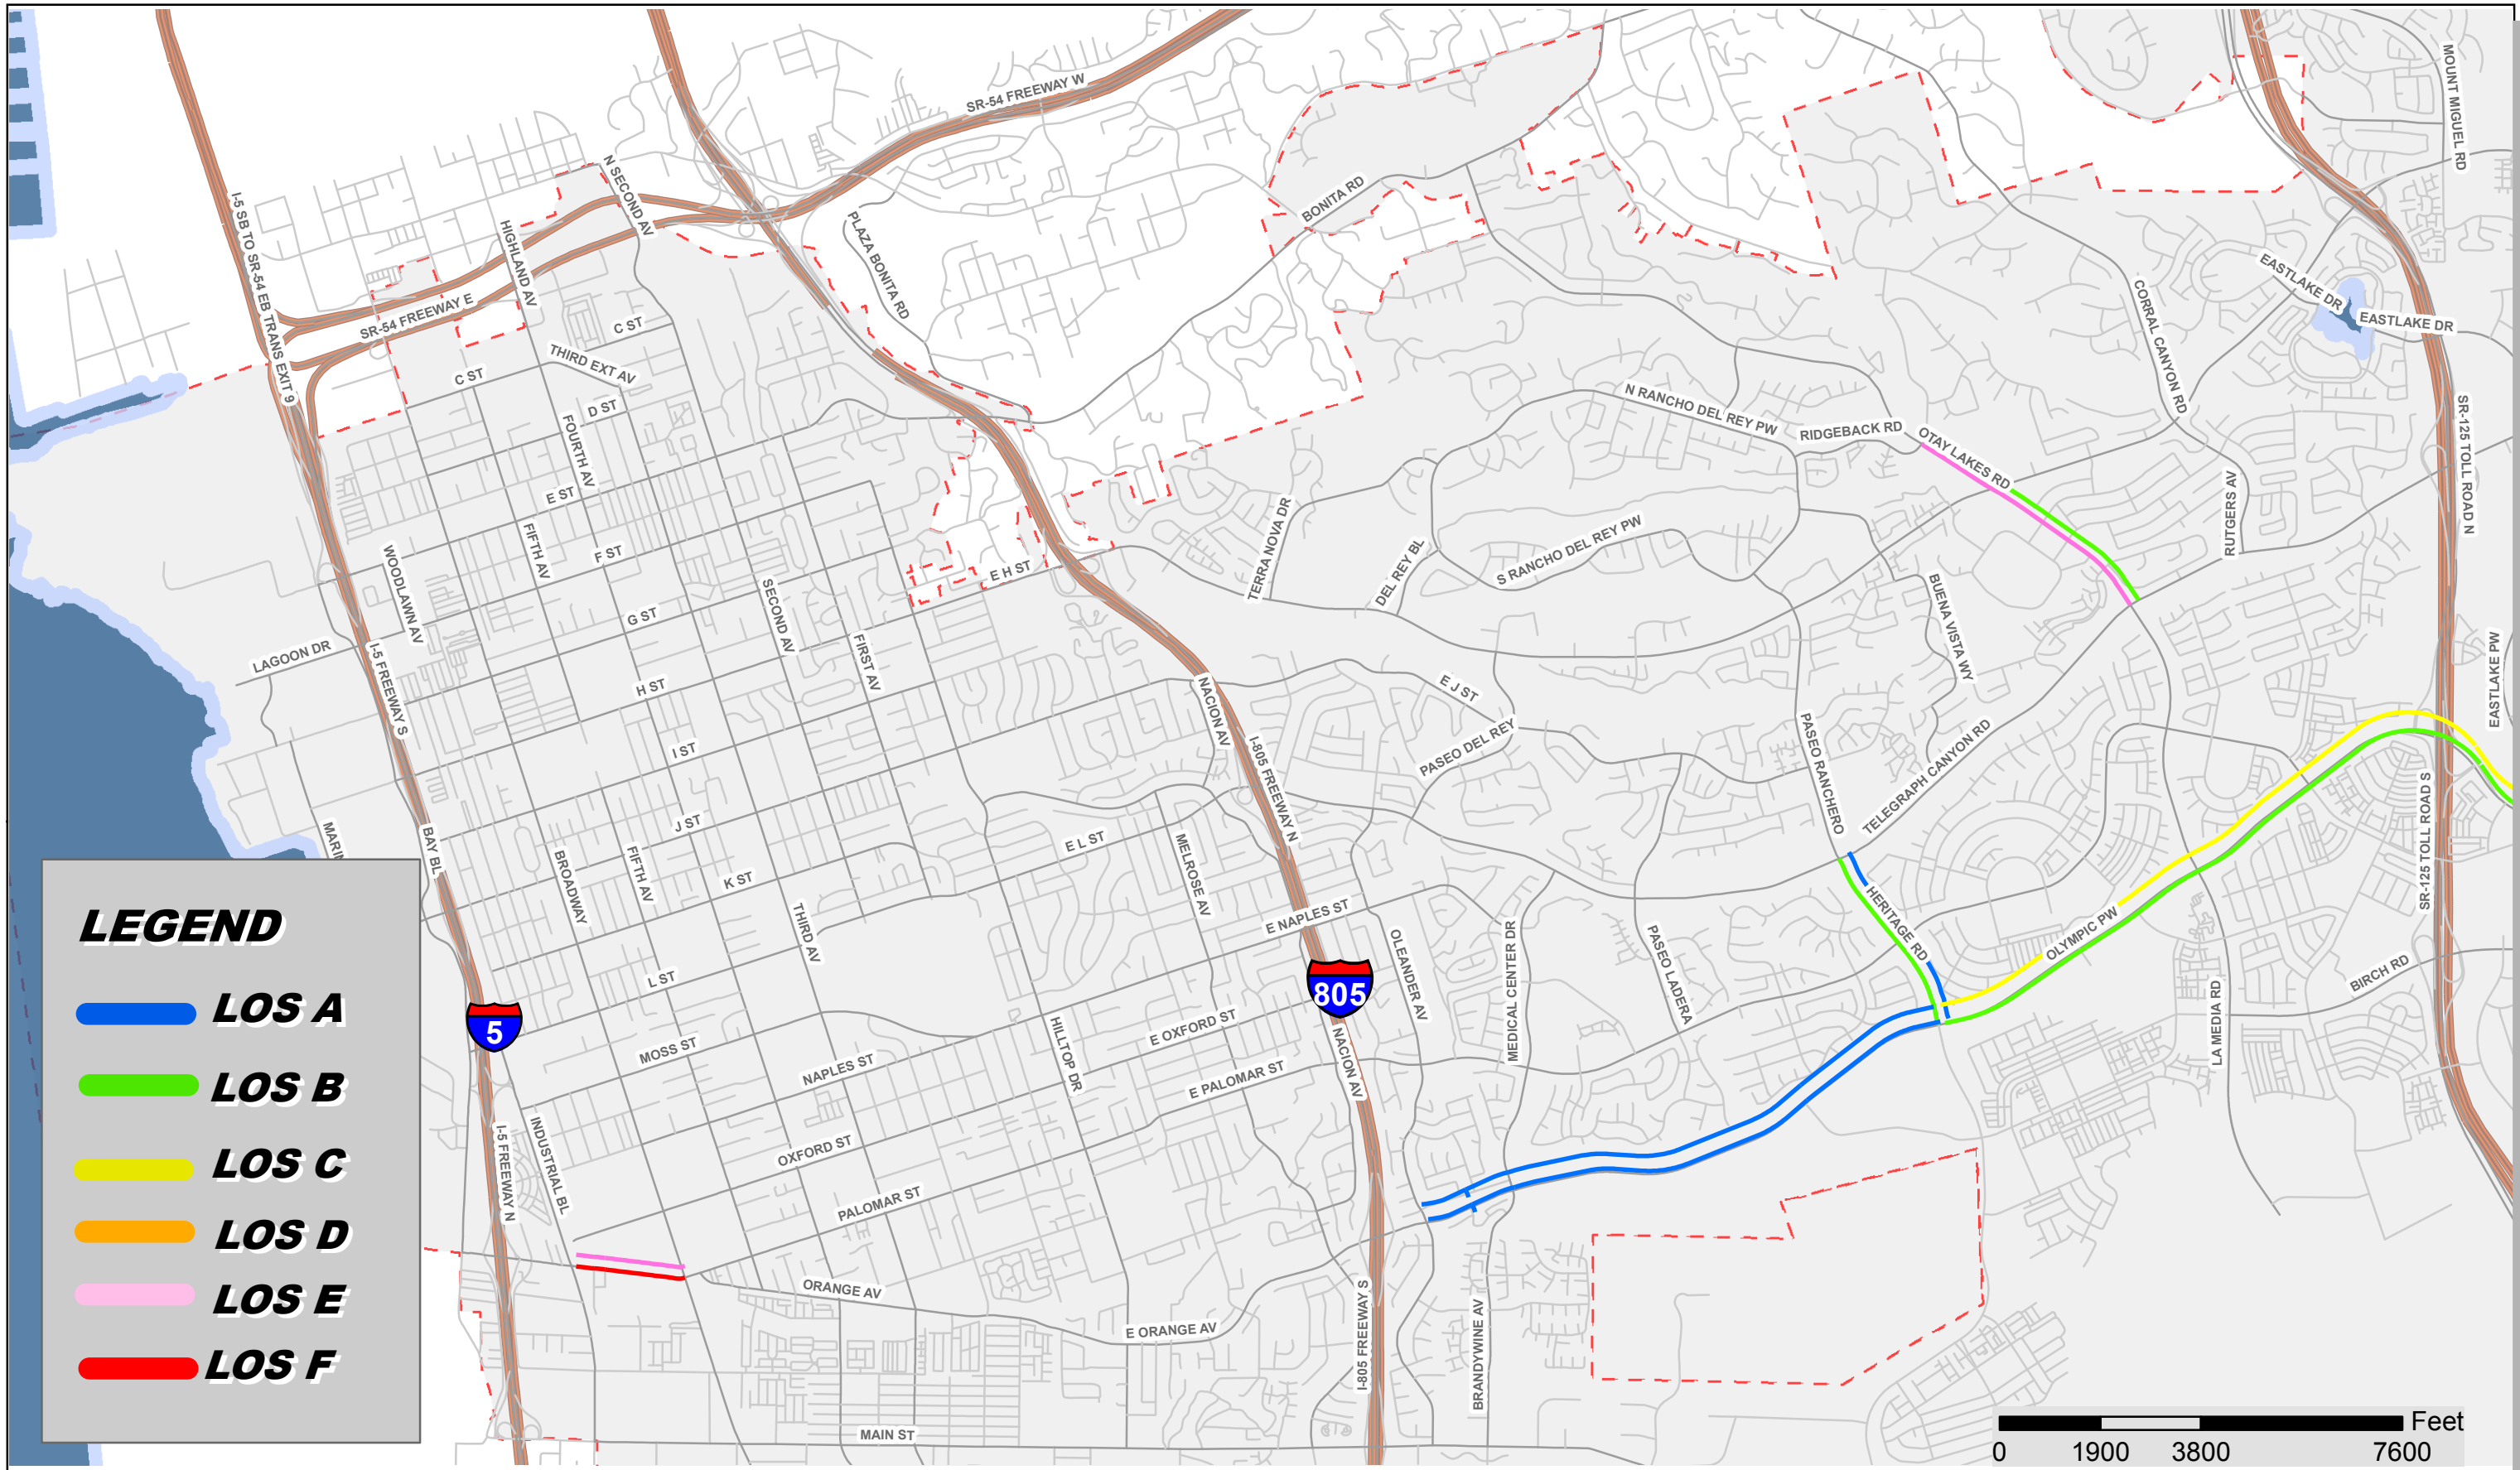 SR-54 FREEWAY W
MOUNT MIGUEL RD
N SECOND AV
I-5 SB TO SR-54 EB TRANS EXIT 9
HIGHLAND AV
PLAZA BONITA RD
BONITA RD
SR-54 FREEWAY E
C ST
EASTLAKE DR
EASTLAKE DR
CORRAL CANYON RD
THIRD EXT AV
C ST
D ST
FOURTH AV
N RANCHO DEL REY PW
RIDGEBACK RD
OTAY LAKES RD
SR-125 TOLL ROAD N
E ST
FIFTH AV
F ST
WOODLAWN AV
E H ST
TERRA NOVA DR
DEL REY BL
S RANCHO DEL REY PW
RUTGERS AV
BUENA VISTA WY
G ST
SECOND AV
FIRST AV
LAGOON DR
I-5 FREEWAY S
H ST
NACION AV
E J ST
PASEO DEL REY
PASEO RANCHERO
TELEGRAPH CANYON RD
EASTLAKE PW
I ST
I-805 FREEWAY N
J ST
BAY BL
E L ST
MELROSE AV
SR-125 TOLL ROAD S
BROADWAY
FIFTH AV
K ST
THIRD AV
E NAPLES ST
HERITAGE RD
OLYMPIC PW
OLEANDER AV
MEDICAL CENTER DR
PASEO LADERA
BIRCH RD
L ST
805
5
MOSS ST
NAPLES ST
HILLTOP DR
E OXFORD ST
E PALOMAR ST
NACION AV
LA MEDIA RD
I-5 FREEWAY N
INDUSTRIAL BL
OXFORD ST
PALOMAR ST
ORANGE AV
E ORANGE AV
I-805 FREEWAY S
BRANDYWINE AV
MAIN ST
LEGEND
LOS A
LOS B
LOS C
LOS D
LOS E
LOS F
Feet
0 1900 3800 7600